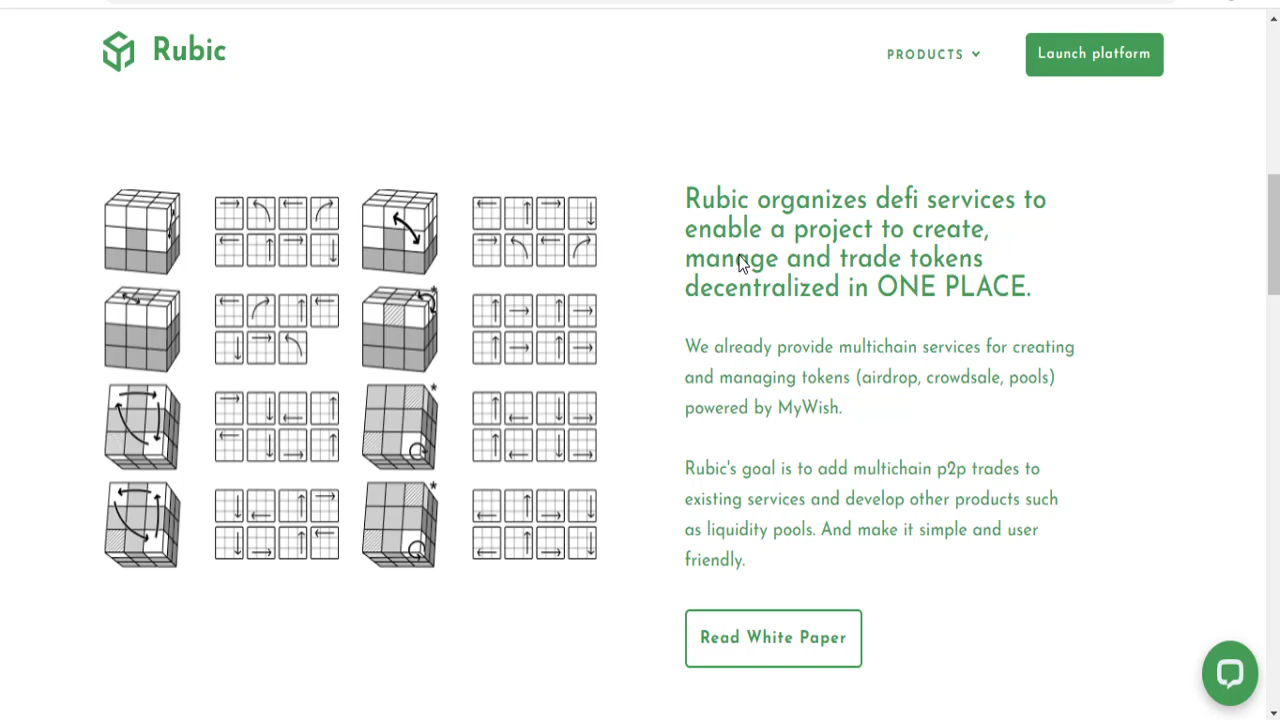 Rubic
PRODUCTS
Launch platform
Rubic organizes defi services to
enable a project to create,
manage and trade tokens
decentralized in ONE PLACE.
We already provide multichain services for creating
and managing tokens (airdrop, crowdsale, pools)
powered by MyWish.
Rubic's goal is to add multichain p2p trades to
existing services and develop other products such
as liquidity pools. And make it simple and user
friendly.
Read White Paper